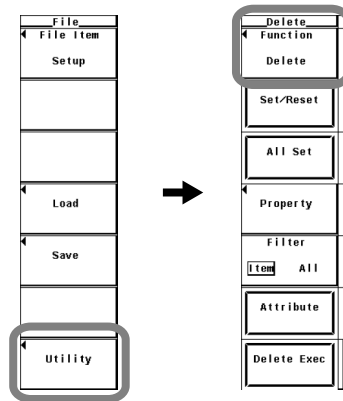 File
File Item
Setup
Load
Save
Utility
Delete
Function
Delete
Set/Reset
All Set
Property
Filter
Item All
Attribute
Delete Exec